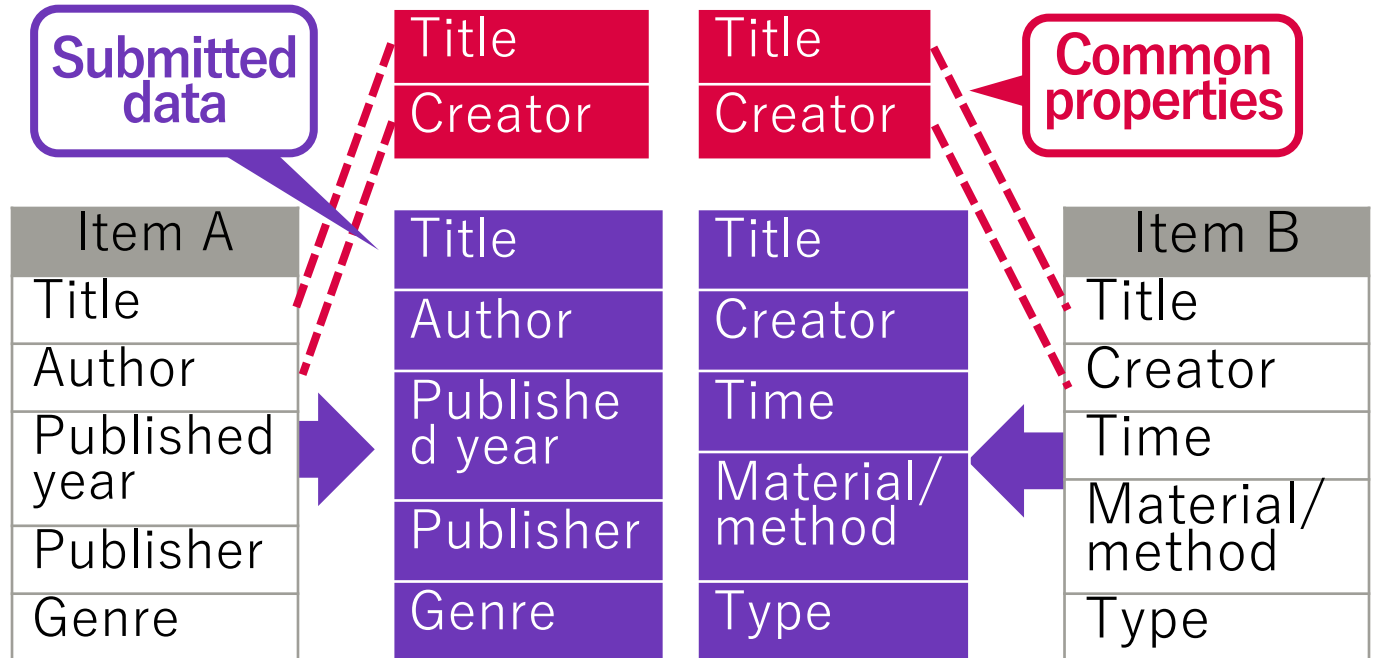 Submitted
data
Title
Creator
Title
Creator
Common
properties
Item A
Title
Author
Published
year
Publisher
Genre
Title
Author
Publishe
d year
Publisher
Genre
Title
Creator
Time
Material/
method
Type
Item B
Title
Creator
Time
Material/
method
Type